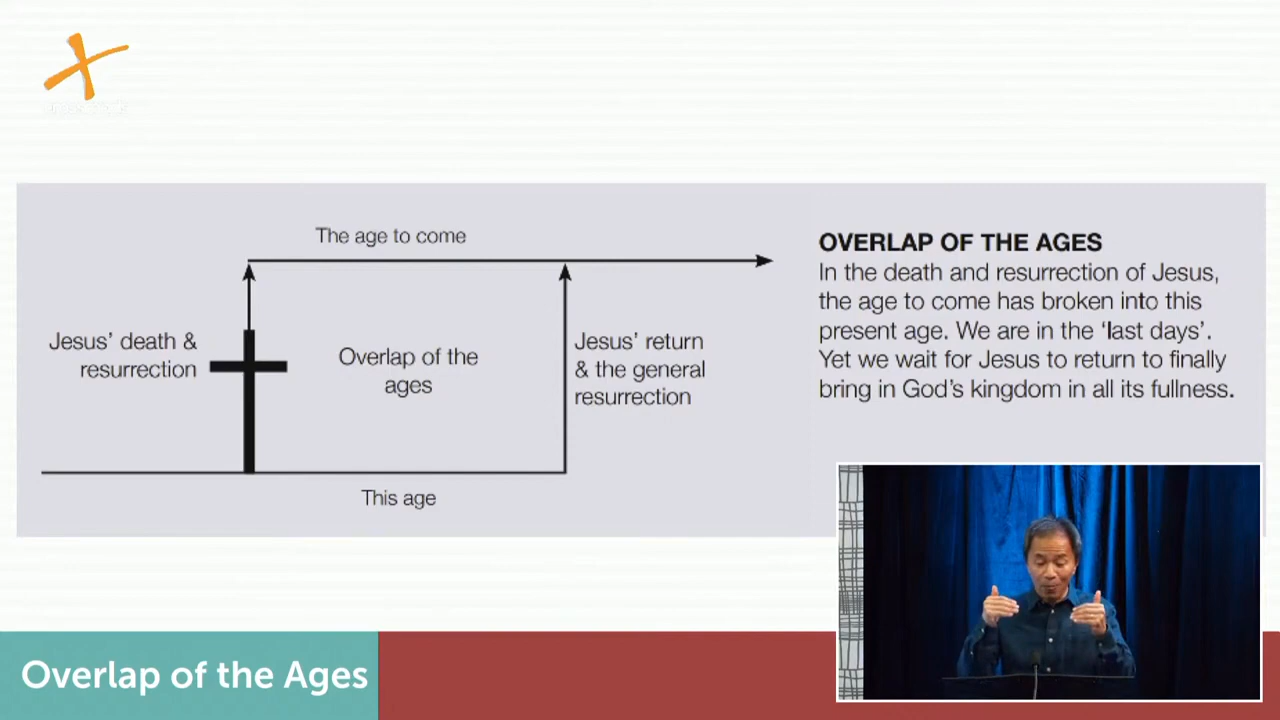 The age to come
Jesus’ death &
resurrection
Overlap of the
ages
Jesus’ return
& the general
resurrection
This age
OVERLAP OF THE AGES
In the death and resurrection of Jesus,
the age to come has broken into this
present age. We are in the ‘last days’.
Yet we wait for Jesus to return to finally
bring in God’s kingdom in all its fullness.
Overlap of the Ages